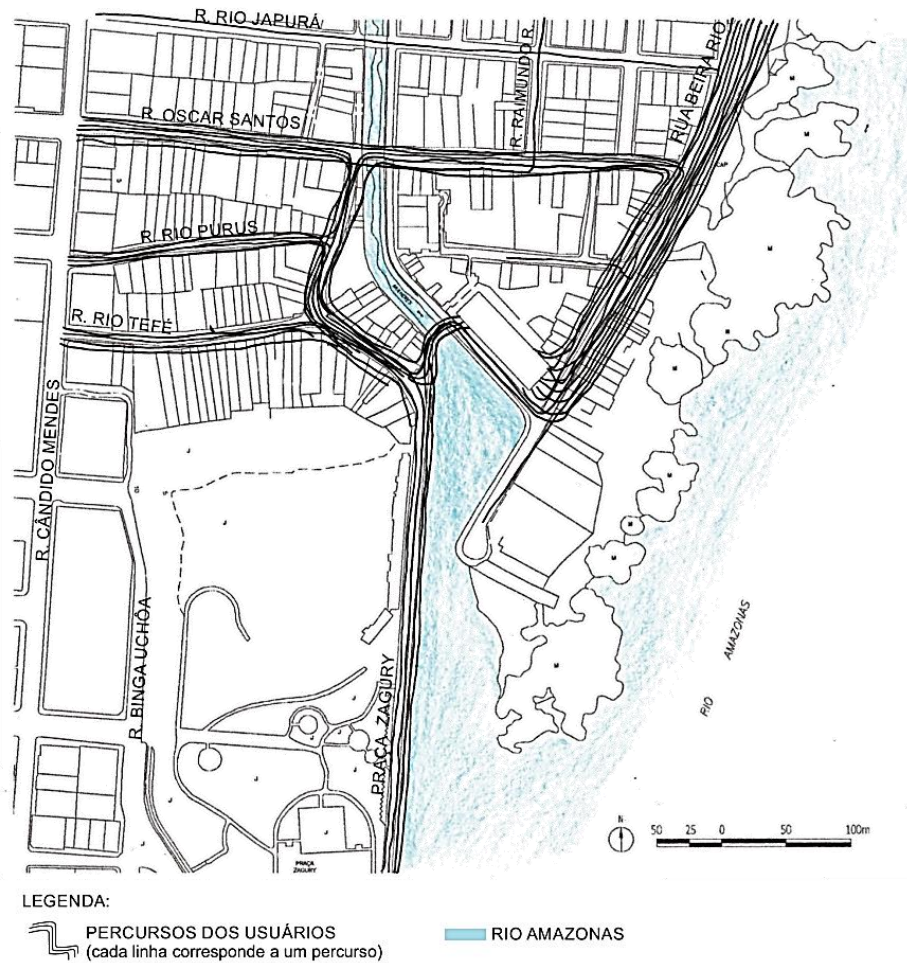 R. RIO JAPURÁ
R. OSCAR SANTOS
R. RAIMUNDO R.
RUA BEIRA RIO
R. RIO PURUS
R. RIO TEFÉ
R. CÂNDIDO MENDES
R. BINGA UCHÔA
PRAÇA ZAGURY
RIO AMAZONAS
PRAÇA
ZAGURY
N
50 25 0 50 100m
LEGENDA:
PERCURSOS DOS USUÁRIOS
(cada linha corresponde a um percurso)
RIO AMAZONAS